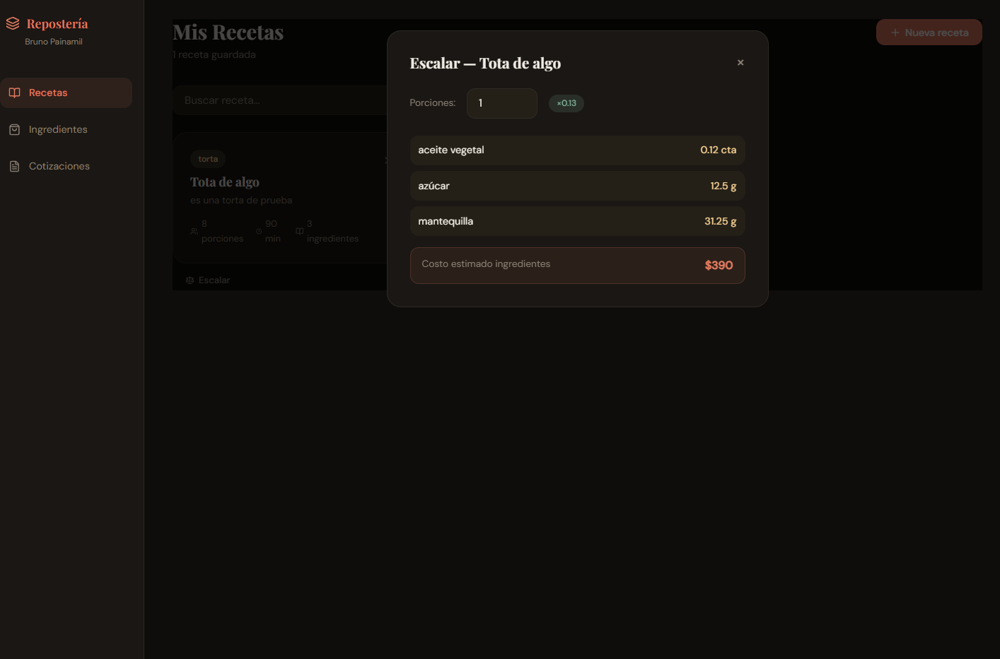 Repostería
Bruno Painamil
Recetas
Ingredientes
Cotizaciones
Mis Recetas
1 receta guardada
Nueva receta
Buscar receta...
torta
Tota de algo
es una torta de prueba
8 porciones
90 min
3 ingredientes
Escalar
Escalar — Tota de algo
×
Porciones:
1
×0.13
aceite vegetal
0.12 cta
azúcar
12.5 g
mantequilla
31.25 g
Costo estimado ingredientes
$390